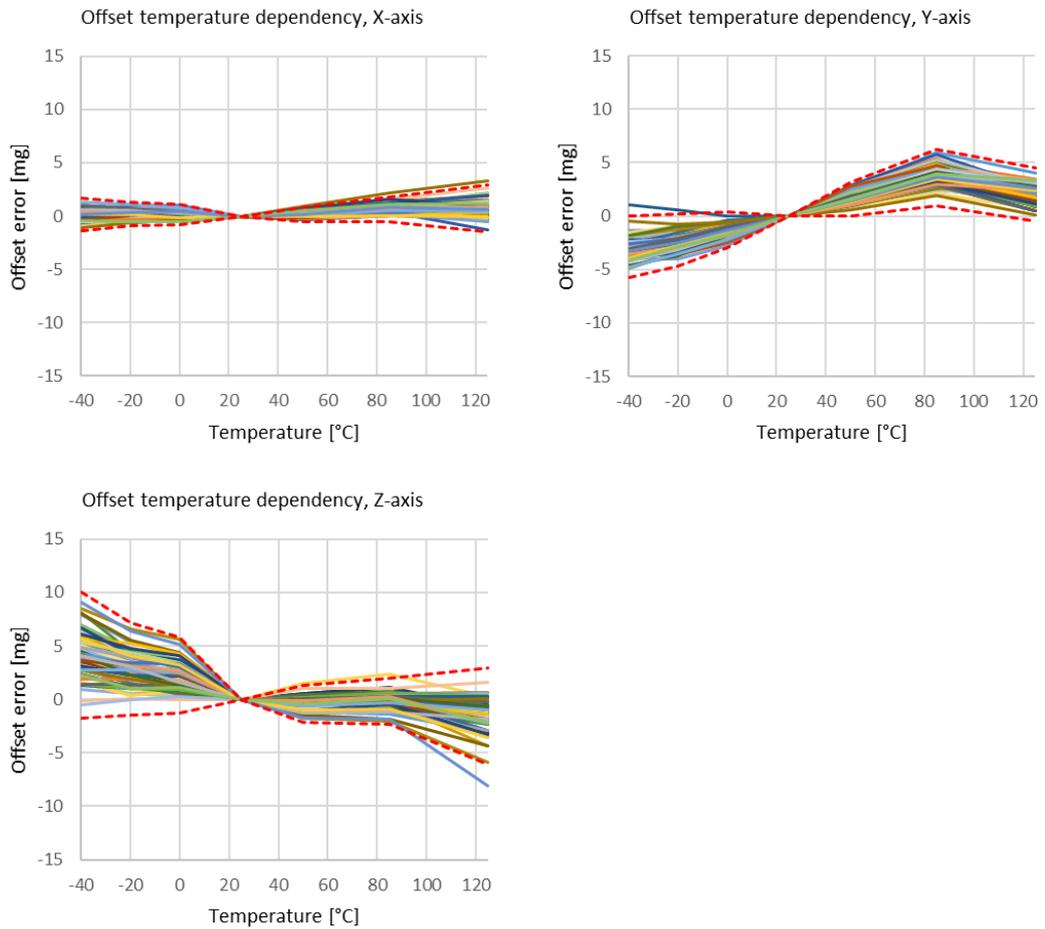 Offset temperature dependency, X-axis
15
10
5
0
-5
-10
-15
Offset error [mg]
-40 -20 0 20 40 60 80 100 120
Temperature [°C]
Offset temperature dependency, Y-axis
15
10
5
0
-5
-10
-15
Offset error [mg]
-40 -20 0 20 40 60 80 100 120
Temperature [°C]
Offset temperature dependency, Z-axis
15
10
5
0
-5
-10
-15
Offset error [mg]
-40 -20 0 20 40 60 80 100 120
Temperature [°C]